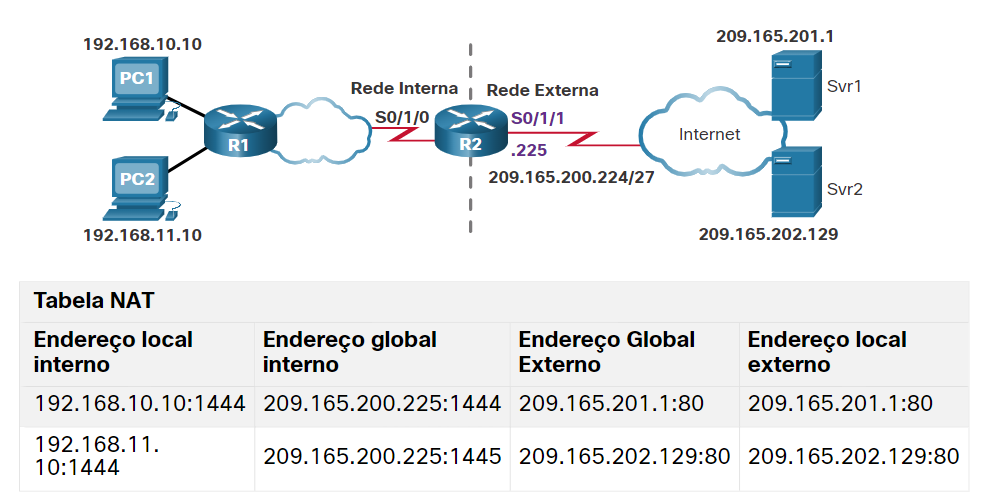 192.168.10.10
PC1
R1
PC2
192.168.11.10
Rede Interna
S0/1/0
R2
Rede Externa
S0/1/1
.225
209.165.200.224/27
Internet
209.165.201.1
Svr1
Svr2
209.165.202.129
Tabela NAT
Endereço local
interno
Endereço global
interno
Endereço Global
Externo
Endereço local
externo
192.168.10.10:1444
209.165.200.225:1444
209.165.201.1:80
209.165.201.1:80
192.168.11.
10:1444
209.165.200.225:1445
209.165.202.129:80
209.165.202.129:80